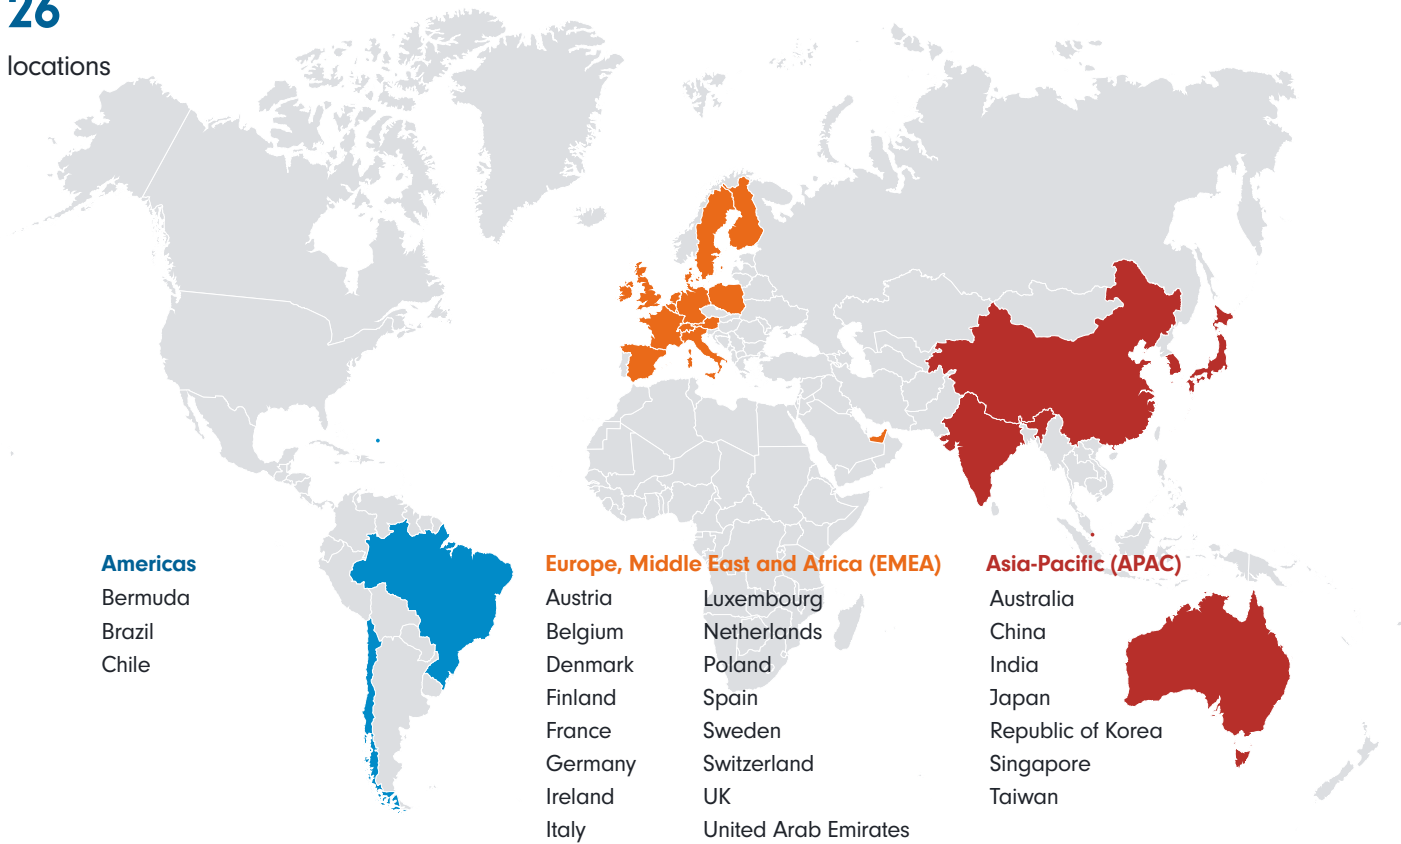 26
locations
Americas
Bermuda
Brazil
Chile
Europe, Middle East and Africa (EMEA)
Austria
Belgium
Denmark
Finland
France
Germany
Ireland
Italy
Luxembourg
Netherlands
Poland
Spain
Sweden
Switzerland
UK
United Arab Emirates
Asia-Pacific (APAC)
Australia
China
India
Japan
Republic of Korea
Singapore
Taiwan